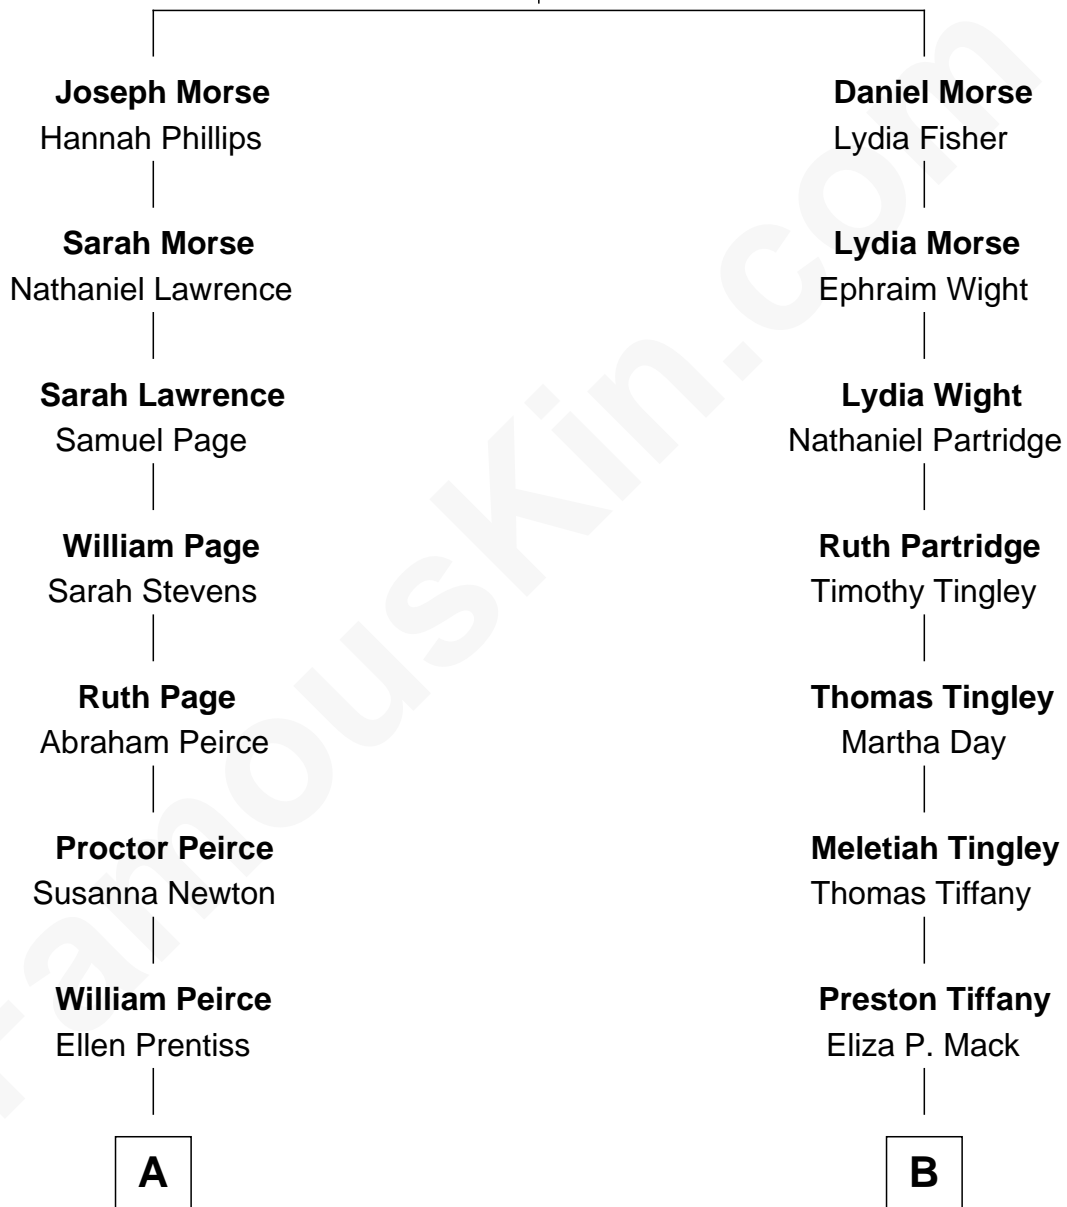 Joseph Morse
Hannah Phillips
Sarah Morse
Nathaniel Lawrence
Sarah Lawrence
Samuel Page
William Page
Sarah Stevens
Ruth Page
Abraham Peirce
Proctor Peirce
Susanna Newton
William Peirce
Ellen Prentiss
A
Daniel Morse
Lydia Fisher
Lydia Morse
Ephraim Wight
Lydia Wight
Nathaniel Partridge
Ruth Partridge
Timothy Tingley
Thomas Tingley
Martha Day
Meletiah Tingley
Thomas Tiffany
Preston Tiffany
Eliza P. Mack
B
FamousKin.com